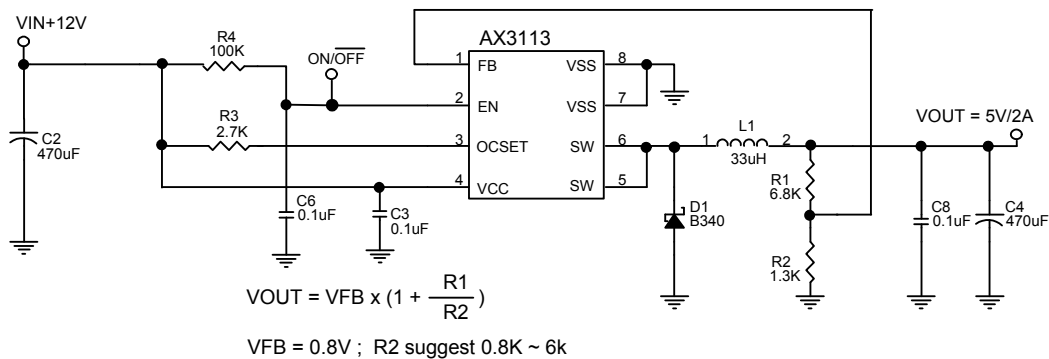 VIN+12V
R4
100K
ON/OFF
AX3113
1 FB VSS 8
2 EN VSS 7
3 OCSET SW 6
4 VCC SW 5
C2
470uF
R3
2.7K
C6
0.1uF
C3
0.1uF
1 L1 2
33uH
D1
B340
R1
6.8K
R2
1.3K
VOUT = 5V/2A
C8
0.1uF
C4
470uF
VOUT = VFB x (1 + R1
R2 )
VFB = 0.8V ; R2 suggest 0.8K ~ 6k